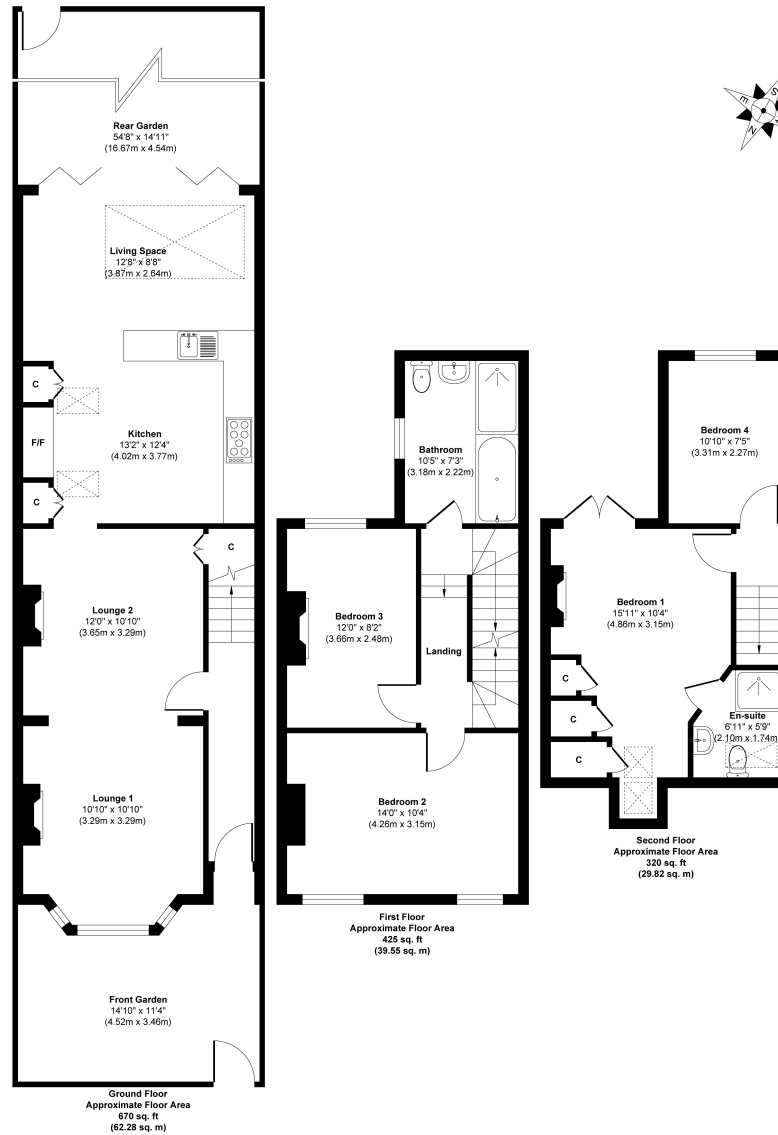 Rear Garden
54'8" x 14'11"
(16.67m x 4.54m)
S
E
N
Living Space
12'8" x 8'8"
(3.87m x 2.64m)
C
F/F
C
Kitchen
13'2" x 12'4"
(4.02m x 3.77m)
C
Lounge 2
12'0" x 10'10"
(3.65m x 3.29m)
Lounge 1
10'10" x 10'10"
(3.29m x 3.29m)
Front Garden
14'10" x 11'4"
(4.52m x 3.46m)
Ground Floor
Approximate Floor Area
670 sq. ft
(62.28 sq. m)
Bathroom
10'5" x 7'3"
(3.18m x 2.22m)
Bedroom 3
12'0" x 8'2"
(3.66m x 2.48m)
Landing
Bedroom 2
14'0" x 10'4"
(4.26m x 3.15m)
First Floor
Approximate Floor Area
425 sq. ft
(39.55 sq. m)
Bedroom 4
10'10" x 7'5"
(3.31m x 2.27m)
Bedroom 1
15'11" x 10'4"
(4.86m x 3.15m)
C
C
C
En-suite
6'11" x 5'9"
(2.10m x 1.74m)
Second Floor
Approximate Floor Area
320 sq. ft
(29.82 sq. m)